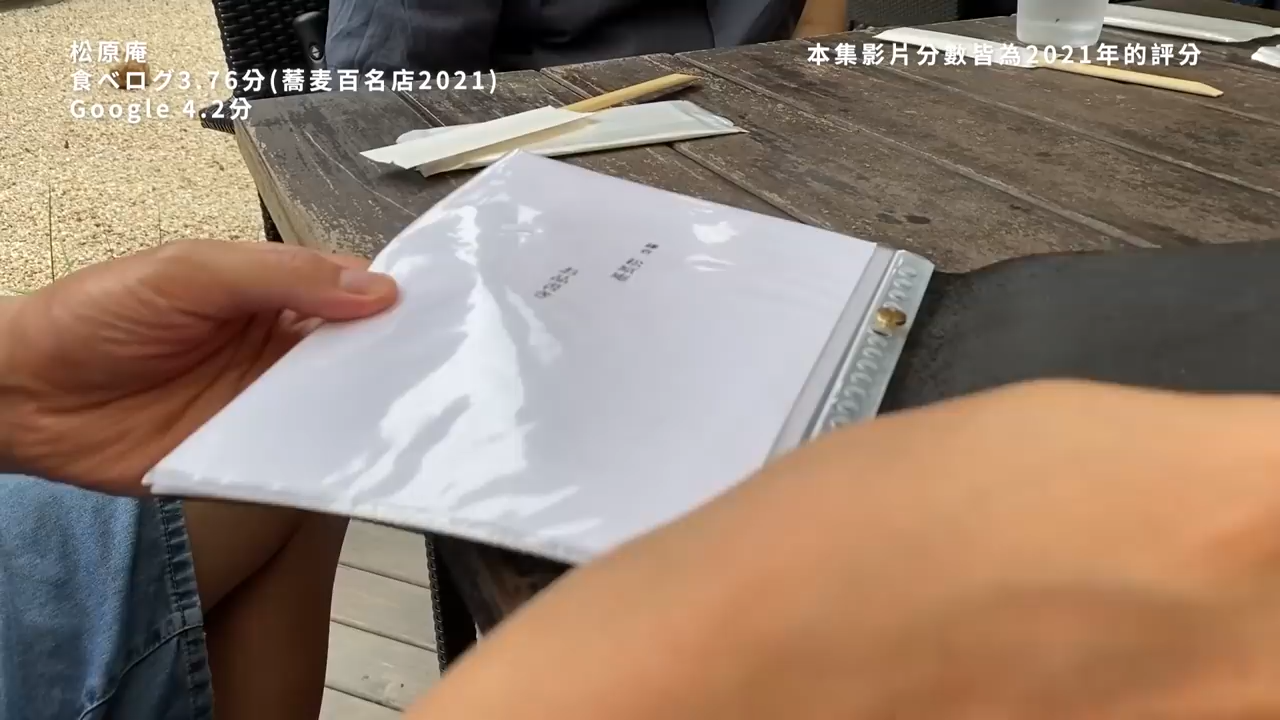 松原庵
食べログ3.76分(蕎麦百名店2021)
Google 4.2分
本集影片分數皆為2021年的評分